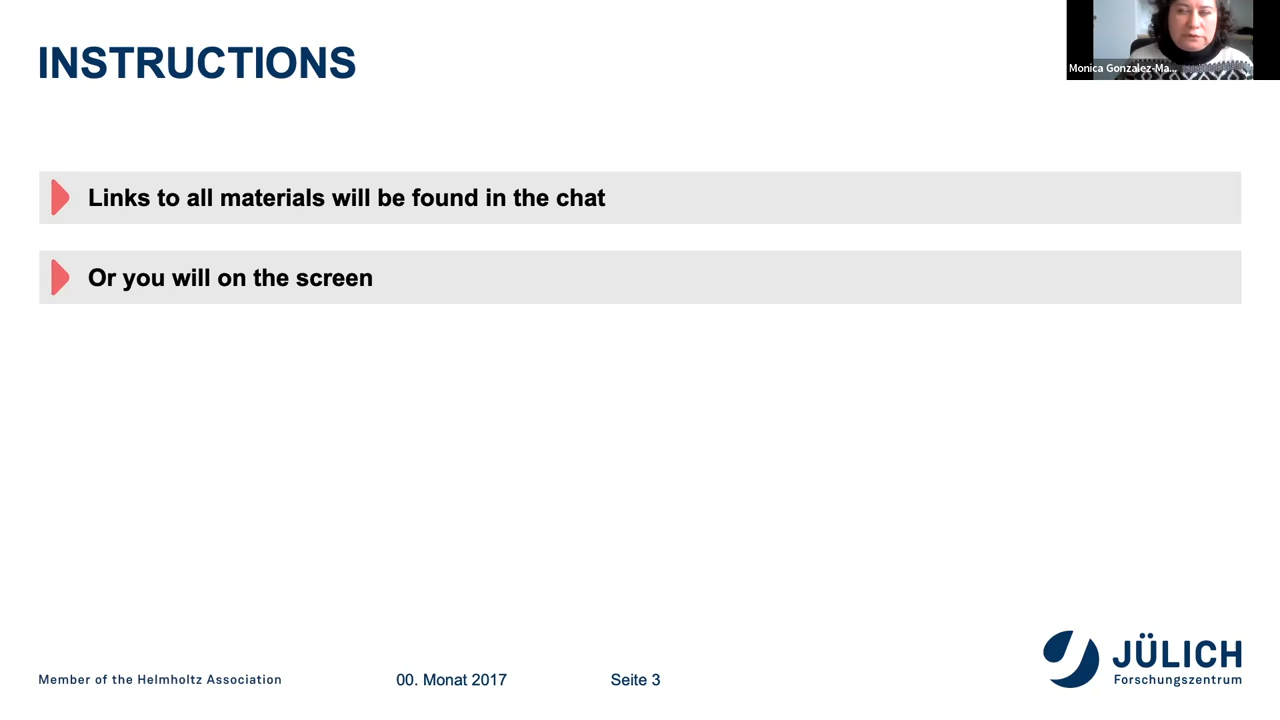 INSTRUCTIONS
Monica Gonzalez-Ma...
Links to all materials will be found in the chat
Or you will on the screen
Member of the Helmholtz Association
00. Monat 2017
Seite 3
JÜLICH
Forschungszentrum